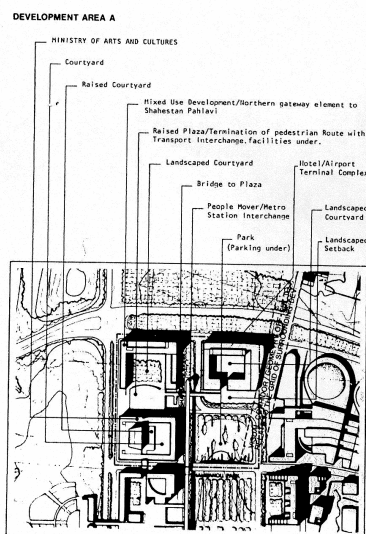 DEVELOPMENT AREA A
MINISTRY OF ARTS AND CULTURES
Courtyard
Raised Courtyard
Mixed Use Development/Northern gateway element to
Shahestan Pahlavi
Raised Plaza/Termination of pedestrian Route with
Transport Interchange.facilities under.
Landscaped Courtyard
Hotel/Airport
Terminal Complex
Bridge to Plaza
People Mover/Metro
Station Interchange
Landscaped
Courtyard
Park
(Parking under)
Landscaped
Setback